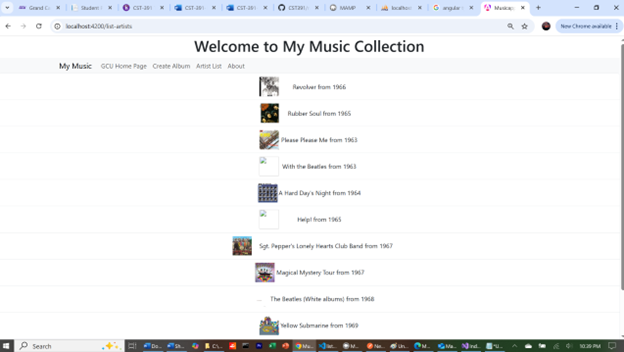 Grand C
Student
CST-391
CST-391
CST-391
GCST391
MAMP
localhos
angular
Musicap
localhost:4200/list-artists
New Chrome available
Welcome to My Music Collection
My Music GCU Home Page Create Album Artist List About
Revolver from 1966
Rubber Soul from 1965
Please Please Me from 1963
With the Beatles from 1963
A Hard Day's Night from 1964
Help! from 1965
Sgt. Pepper's Lonely Hearts Club Band from 1967
Magical Mystery Tour from 1967
The Beatles (White albums) from 1968
Yellow Submarine from 1969
Search
10:39 PM